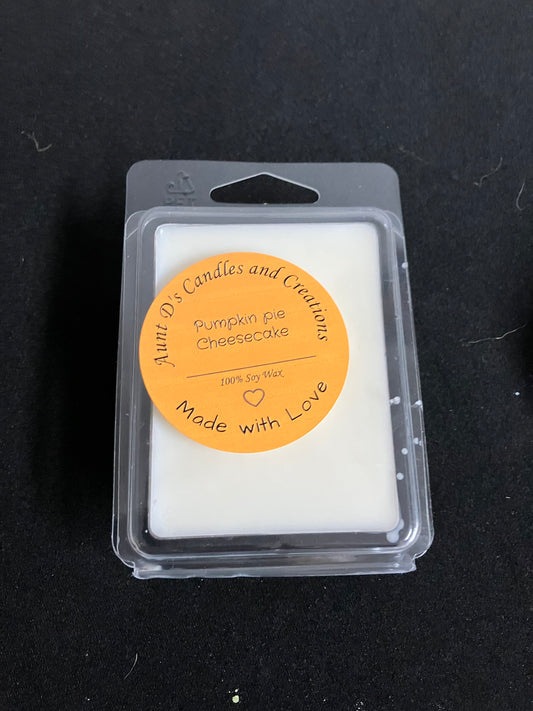 Aunt D's Candles and Creations
Pumpkin pie
Cheesecake
100% Soy Wax
Made with Love